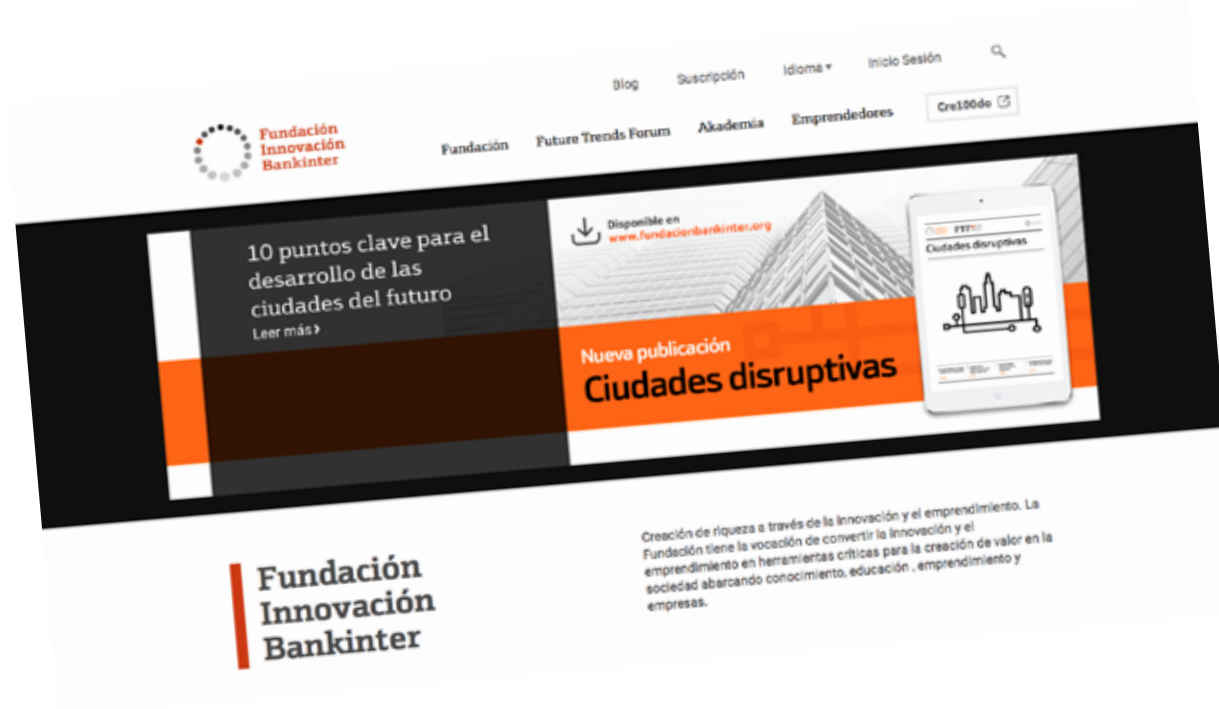 Blog Suscripción Idioma Inicio Sesión
Fundación
Innovación
Bankinter
Fundación Future Trends Forum Akademia Emprendedores Cre100do
10 puntos clave para el
desarrollo de las
ciudades del futuro
Leer más
Disponible en
www.fundacionbankinter.org
Nueva publicación
Ciudades disruptivas
Ciudades disruptivas
Fundación
Innovación
Bankinter
Creación de riqueza a través de la innovación y el emprendimiento. La
Fundación tiene la vocación de convertir la innovación y el
emprendimiento en herramientas críticas para la creación de valor en la
sociedad abarcando conocimiento, educación , emprendimiento y
empresas.